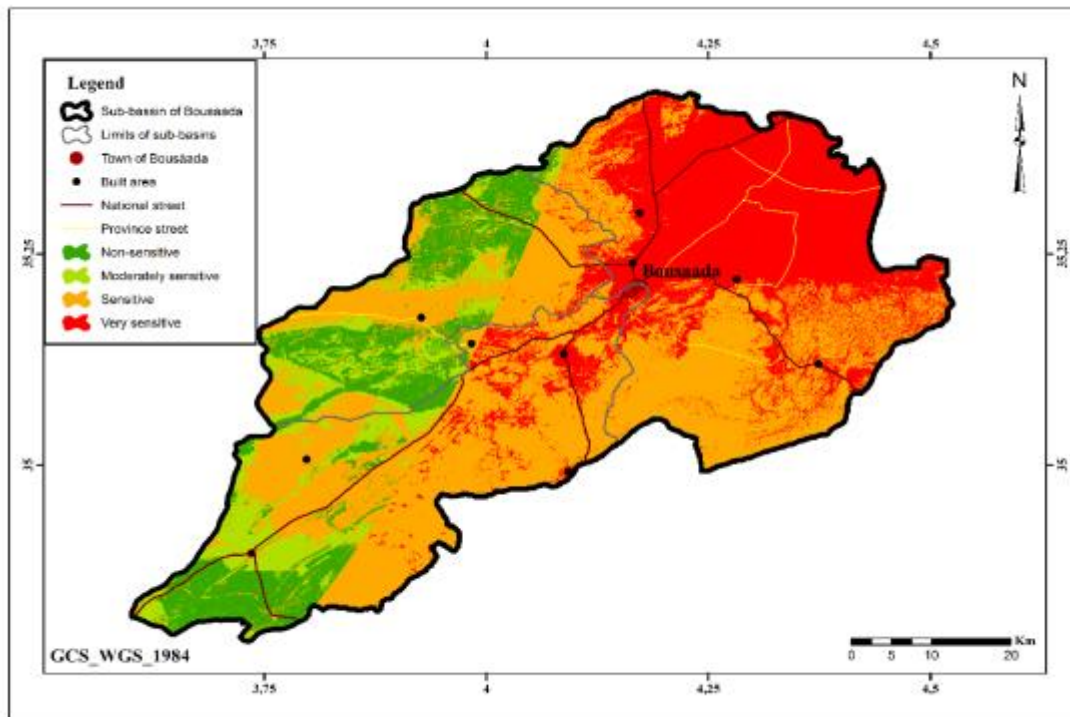 3,75 4 4,25 4,5
Legend
Sub-bassin of Bousaada
Limits of sub-basins
Town of Bousàada
Built area
National street
Province street
Non-sensitive
Moderately sensitive
Sensitive
Very sensitive
N
35,25 35,25
Bousaada
35 35
GCS_WGS_1984
Km
0 5 10 20
3,75 4 4,25 4,5